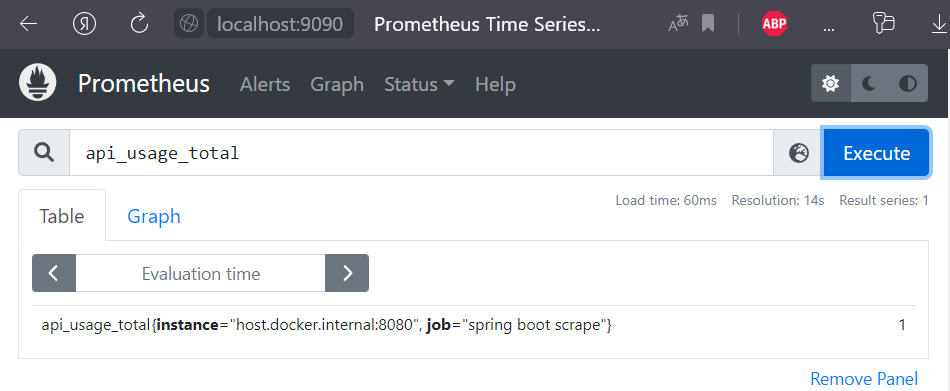 Я localhost:9090 Prometheus Time Series... ABP ...
Prometheus Alerts Graph Status Help
api_usage_total Execute
Load time: 60ms Resolution: 14s Result series: 1
Table Graph
Evaluation time
api_usage_total{instance="host.docker.internal:8080", job="spring boot scrape"} 1
Remove Panel